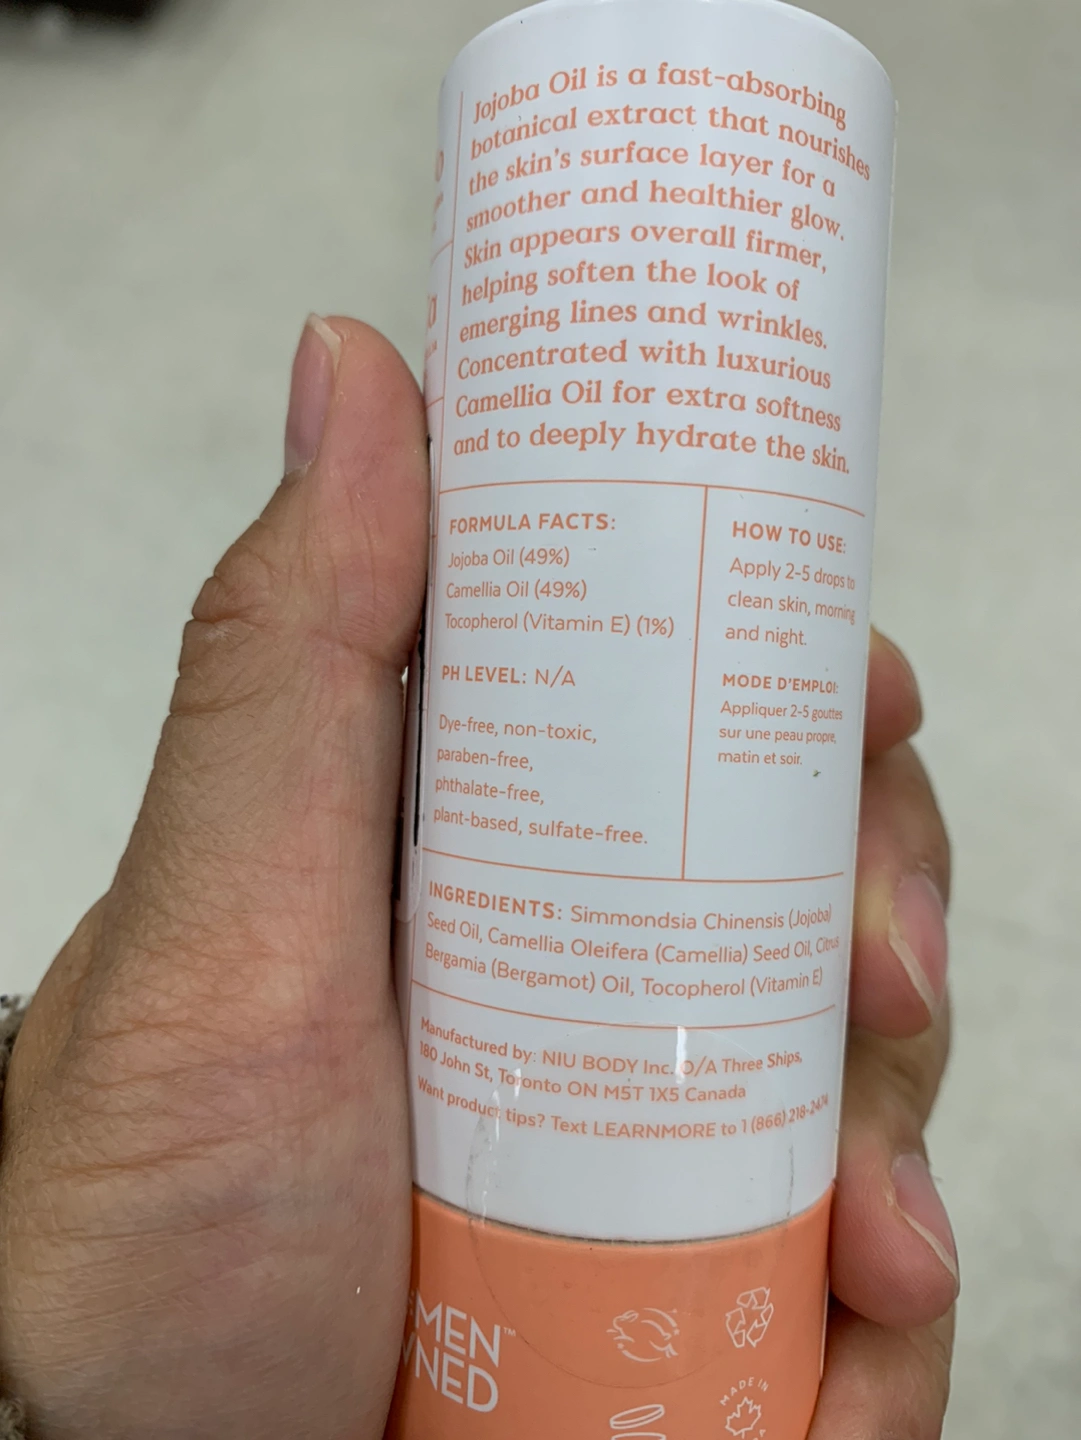 Jojoba Oil is a fast-absorbing
botanical extract that nourishes
the skin's surface layer for a
smoother and healthier glow.
Skin appears overall firmer,
helping soften the look of
emerging lines and wrinkles.
Concentrated with luxurious
Camellia Oil for extra softness
and to deeply hydrate the skin.
FORMULA FACTS:
Jojoba Oil (49%)
Camellia Oil (49%)
Tocopherol (Vitamin E) (1%)
PH LEVEL: N/A
Dye-free, non-toxic,
paraben-free,
phthalate-free,
plant-based, sulfate-free.
HOW TO USE:
Apply 2-5 drops to
clean skin, morning
and night.
MODE D'EMPLOI:
Appliquer 2-5 gouttes
sur une peau propre,
matin et soir.
INGREDIENTS: Simmondsia Chinensis (Jojoba)
Seed Oil, Camellia Oleifera (Camellia) Seed Oil, Citrus
Bergamia (Bergamot) Oil, Tocopherol (Vitamin E)
Manufactured by: NIU BODY Inc. O/A Three Ships,
180 John St, Toronto ON M5T 1X5 Canada
Want product tips? Text LEARNMORE to 1 (866) 218-2474
MEN™
NED
MADE IN